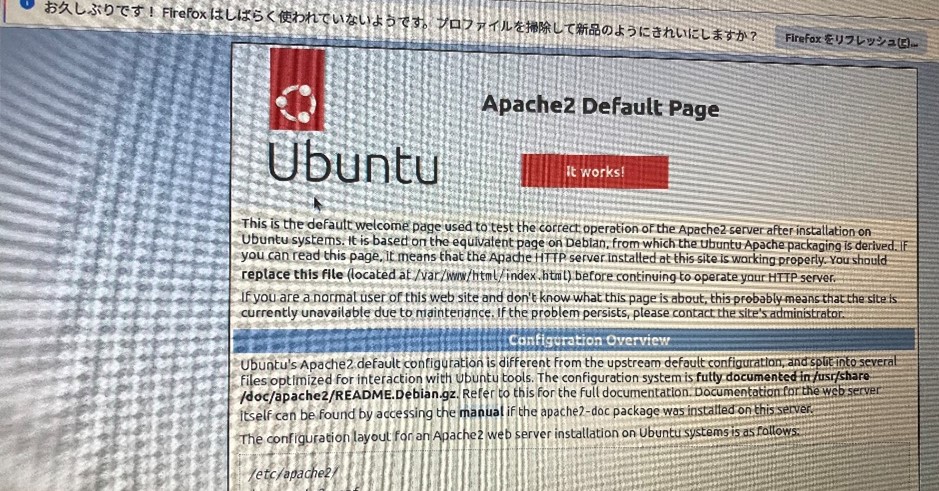 お久しぶりです！ Firefox はしばらく使われていないようです。プロファイルを掃除して新品のようにきれいにしますか？ Firefox をリフレッシュ(E)...
Apache2 Default Page
Ubuntu
It works!
This is the default welcome page used to test the correct operation of the Apache2 server after installation on
Ubuntu systems. It is based on the equivalent page on Debian, from which the Ubuntu Apache packaging is derived. If
you can read this page, it means that the Apache HTTP server installed at this site is working properly. You should
replace this file (located at /var/www/html/index.html) before continuing to operate your HTTP server.
If you are a normal user of this web site and don't know what this page is about, this probably means that the site is
currently unavailable due to maintenance. If the problem persists, please contact the site's administrator.
Configuration Overview
Ubuntu's Apache2 default configuration is different from the upstream default configuration, and split into several
files optimized for interaction with Ubuntu tools. The configuration system is fully documented in /usr/share
/doc/apache2/README.Debian.gz. Refer to this for the full documentation. Documentation for the web server
itself can be found by accessing the manual if the apache2-doc package was installed on this server.
The configuration layout for an Apache2 web server installation on Ubuntu systems is as follows:
/etc/apache2/